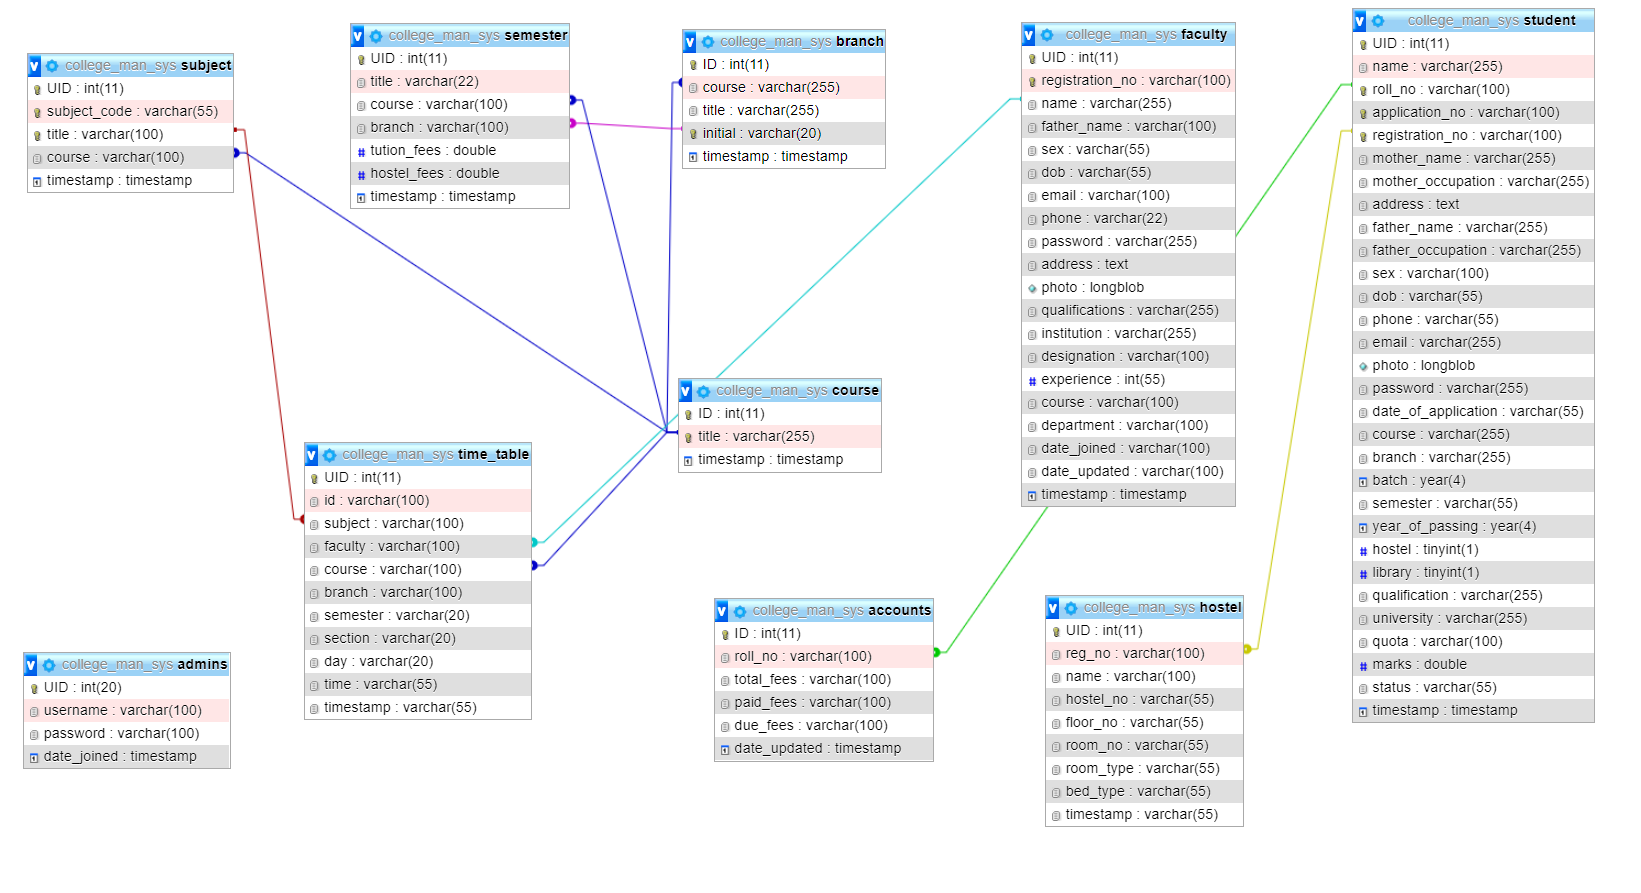 college_man_sys subject
UID : int(11)
subject_code : varchar(55)
title : varchar(100)
course : varchar(100)
timestamp : timestamp
college_man_sys semester
UID : int(11)
title : varchar(22)
course : varchar(100)
branch : varchar(100)
tution_fees : double
hostel_fees : double
timestamp : timestamp
college_man_sys branch
ID : int(11)
course : varchar(255)
title : varchar(255)
initial : varchar(20)
timestamp : timestamp
college_man_sys faculty
UID : int(11)
registration_no : varchar(100)
name : varchar(255)
father_name : varchar(100)
sex : varchar(55)
dob : varchar(55)
email : varchar(100)
phone : varchar(22)
password : varchar(255)
address : text
photo : longblob
qualifications : varchar(255)
institution : varchar(255)
designation : varchar(100)
experience : int(55)
course : varchar(100)
department : varchar(100)
date_joined : varchar(100)
date_updated : varchar(100)
timestamp : timestamp
college_man_sys student
UID : int(11)
name : varchar(255)
roll_no : varchar(100)
application_no : varchar(100)
registration_no : varchar(100)
mother_name : varchar(255)
mother_occupation : varchar(255)
address : text
father_name : varchar(255)
father_occupation : varchar(255)
sex : varchar(100)
dob : varchar(55)
phone : varchar(55)
email : varchar(255)
photo : longblob
password : varchar(255)
date_of_application : varchar(55)
course : varchar(255)
branch : varchar(255)
batch : year(4)
semester : varchar(55)
year_of_passing : year(4)
hostel : tinyint(1)
library : tinyint(1)
qualification : varchar(255)
university : varchar(255)
quota : varchar(100)
marks : double
status : varchar(55)
timestamp : timestamp
college_man_sys course
ID : int(11)
title : varchar(255)
timestamp : timestamp
college_man_sys time_table
UID : int(11)
id : varchar(100)
subject : varchar(100)
faculty : varchar(100)
course : varchar(100)
branch : varchar(100)
semester : varchar(20)
section : varchar(20)
day : varchar(20)
time : varchar(55)
timestamp : varchar(55)
college_man_sys accounts
ID : int(11)
roll_no : varchar(100)
total_fees : varchar(100)
paid_fees : varchar(100)
due_fees : varchar(100)
date_updated : timestamp
college_man_sys hostel
UID : int(11)
reg_no : varchar(100)
name : varchar(100)
hostel_no : varchar(55)
floor_no : varchar(55)
room_no : varchar(55)
room_type : varchar(55)
bed_type : varchar(55)
timestamp : varchar(55)
college_man_sys admins
UID : int(20)
username : varchar(100)
password : varchar(100)
date_joined : timestamp